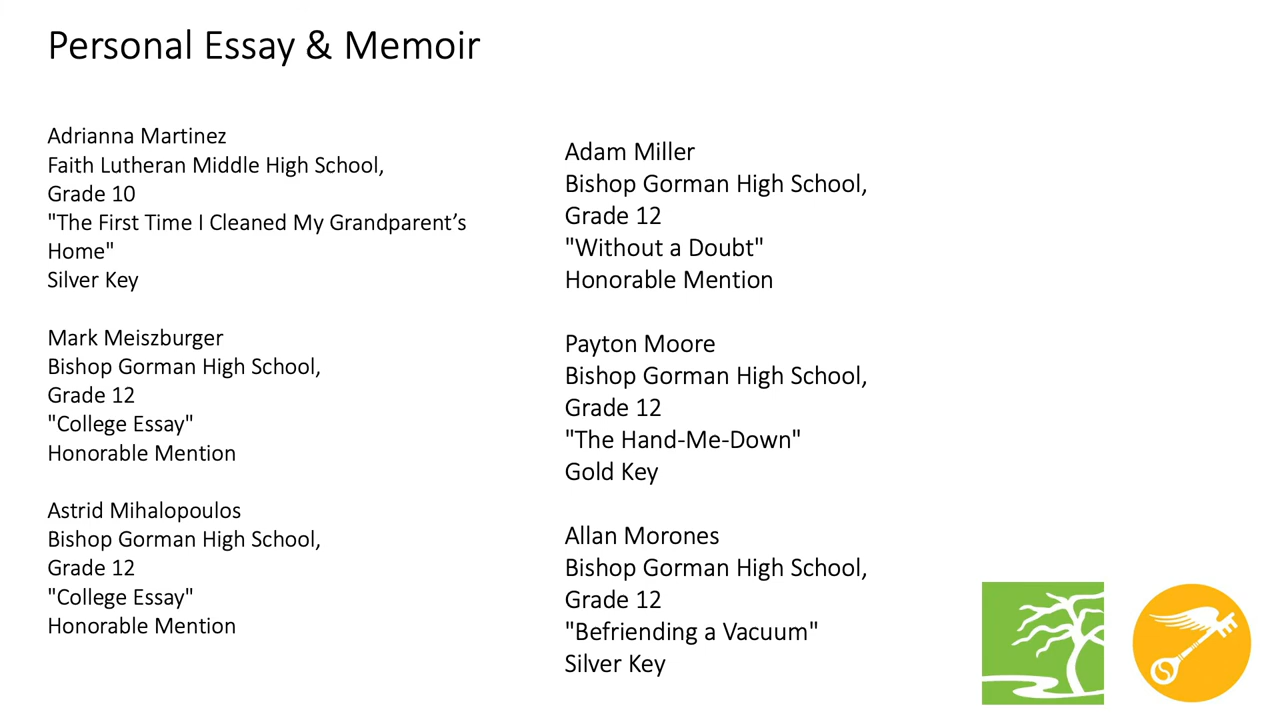 Personal Essay & Memoir
Adrianna Martinez
Faith Lutheran Middle High School,
Grade 10
"The First Time I Cleaned My Grandparent’s
Home"
Silver Key
Mark Meiszburger
Bishop Gorman High School,
Grade 12
"College Essay"
Honorable Mention
Astrid Mihalopoulos
Bishop Gorman High School,
Grade 12
"College Essay"
Honorable Mention
Adam Miller
Bishop Gorman High School,
Grade 12
"Without a Doubt"
Honorable Mention
Payton Moore
Bishop Gorman High School,
Grade 12
"The Hand-Me-Down"
Gold Key
Allan Morones
Bishop Gorman High School,
Grade 12
"Befriending a Vacuum"
Silver Key